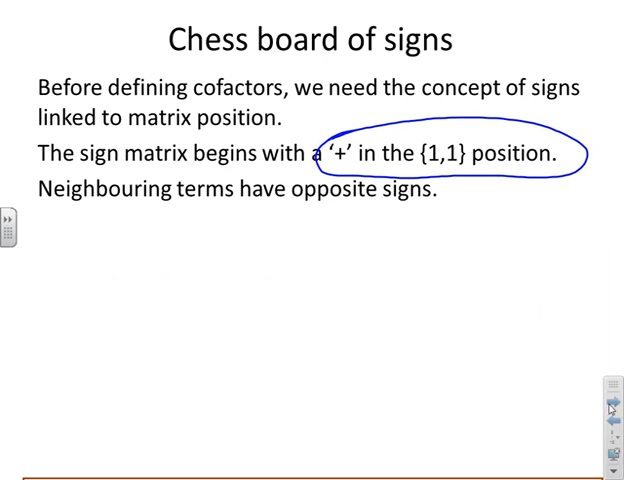 Chess board of signs
Before defining cofactors, we need the concept of signs
linked to matrix position.
The sign matrix begins with a ‘+’ in the {1,1} position.
Neighbouring terms have opposite signs.